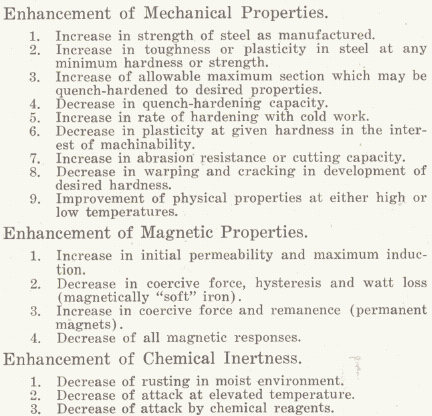 Enhancement of Mechanical Properties.
1. Increase in strength of steel as manufactured.
2. Increase in toughness or plasticity in steel at any
minimum hardness or strength.
3. Increase of allowable maximum section which may be
quench-hardened to desired properties.
4. Decrease in quench-hardening capacity.
5. Increase in rate of hardening with cold work.
6. Decrease in plasticity at given hardness in the inter-
est of machinability.
7. Increase in abrasion resistance or cutting capacity.
8. Decrease in warping and cracking in development of
desired hardness.
9. Improvement of physical properties at either high or
low temperatures.
Enhancement of Magnetic Properties.
1. Increase in initial permeability and maximum induc-
tion.
2. Decrease in coercive force, hysteresis and watt loss
(magnetically "soft" iron).
3. Increase in coercive force and remanence (permanent
magnets).
4. Decrease of all magnetic responses.
Enhancement of Chemical Inertness.
1. Decrease of rusting in moist environment.
2. Decrease of attack at elevated temperature.
3. Decrease of attack by chemical reagents.